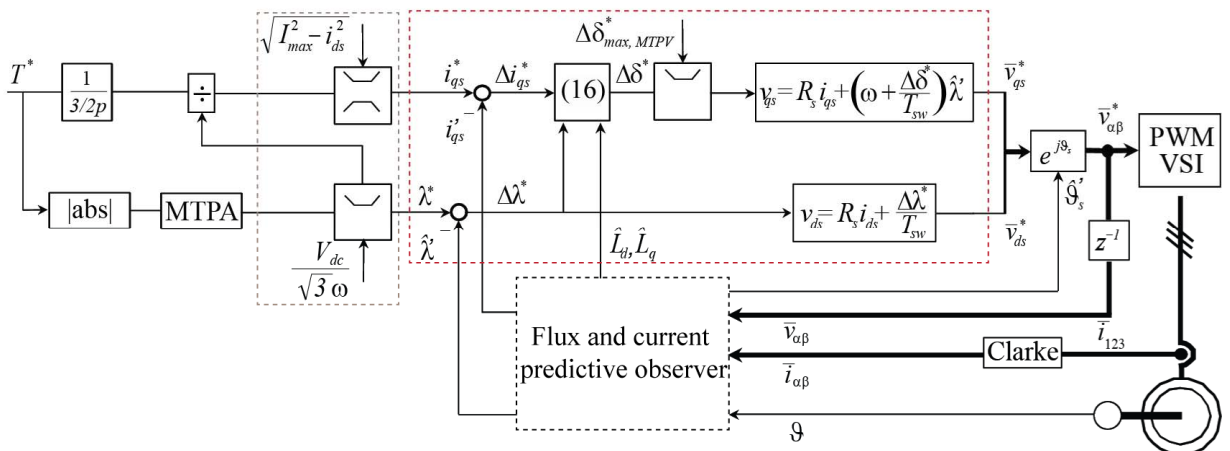 √(I²max − i²ds)
Δδ*max, MTPV
T*
1
3/2p
÷
i*qs
Δi*qs
(16)
Δδ*
vqs = Rs iqs + (ω + Δδ*/Tsw) λ̂'
v̄*qs
i'qs
−
v̄*αβ
PWM
VSI
e^jϑs
|abs|
MTPA
λ*
Δλ*
vds = Rs ids + Δλ*/Tsw
v̄*ds
ϑ̂'s
z⁻¹
λ̂'
−
Vdc
√3 ω
L̂d, L̂q
Flux and current
predictive observer
v̄αβ
ī123
Clarke
īαβ
ϑ